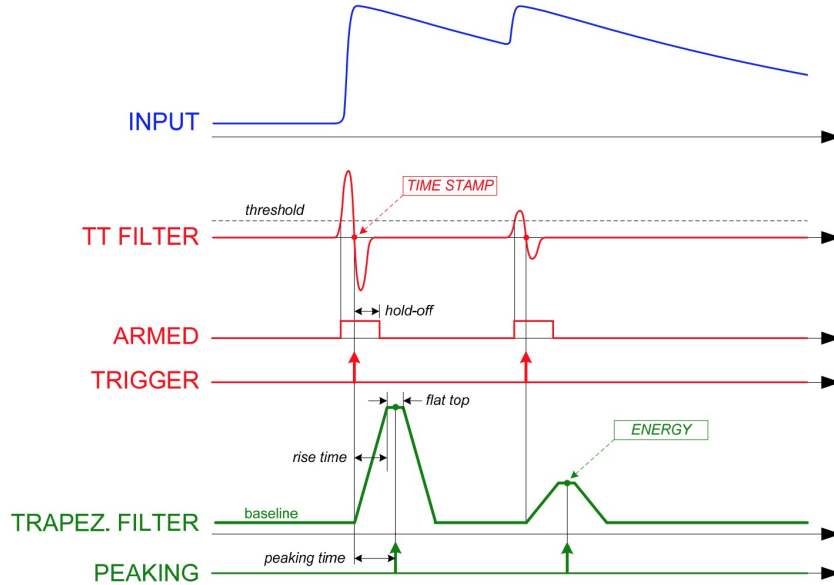 INPUT
TIME STAMP
threshold
TT FILTER
hold-off
ARMED
TRIGGER
flat top
ENERGY
rise time
baseline
TRAPEZ. FILTER
peaking time
PEAKING